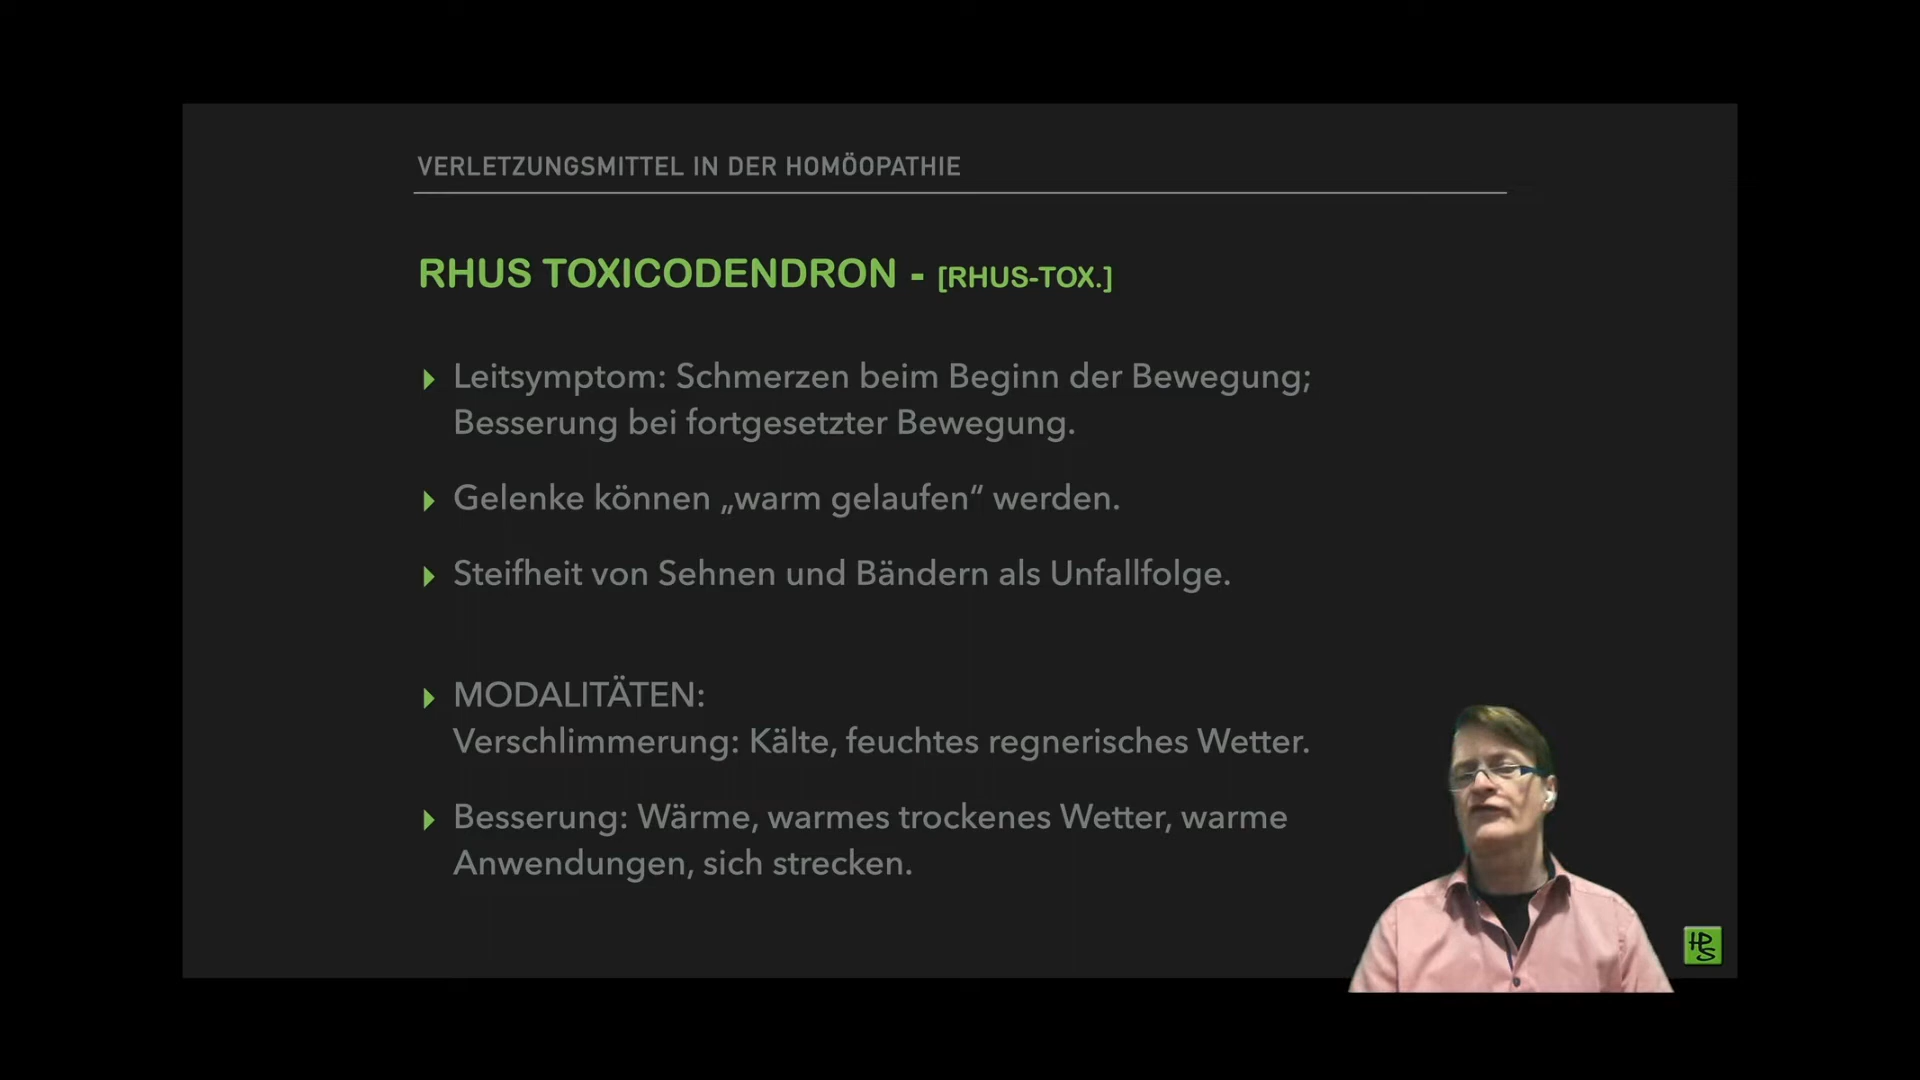 VERLETZUNGSMITTEL IN DER HOMÖOPATHIE
RHUS TOXICODENDRON - [RHUS-TOX.]
Leitsymptom: Schmerzen beim Beginn der Bewegung;
Besserung bei fortgesetzter Bewegung.
Gelenke können „warm gelaufen“ werden.
Steifheit von Sehnen und Bändern als Unfallfolge.
MODALITÄTEN:
Verschlimmerung: Kälte, feuchtes regnerisches Wetter.
Besserung: Wärme, warmes trockenes Wetter, warme
Anwendungen, sich strecken.
HPS